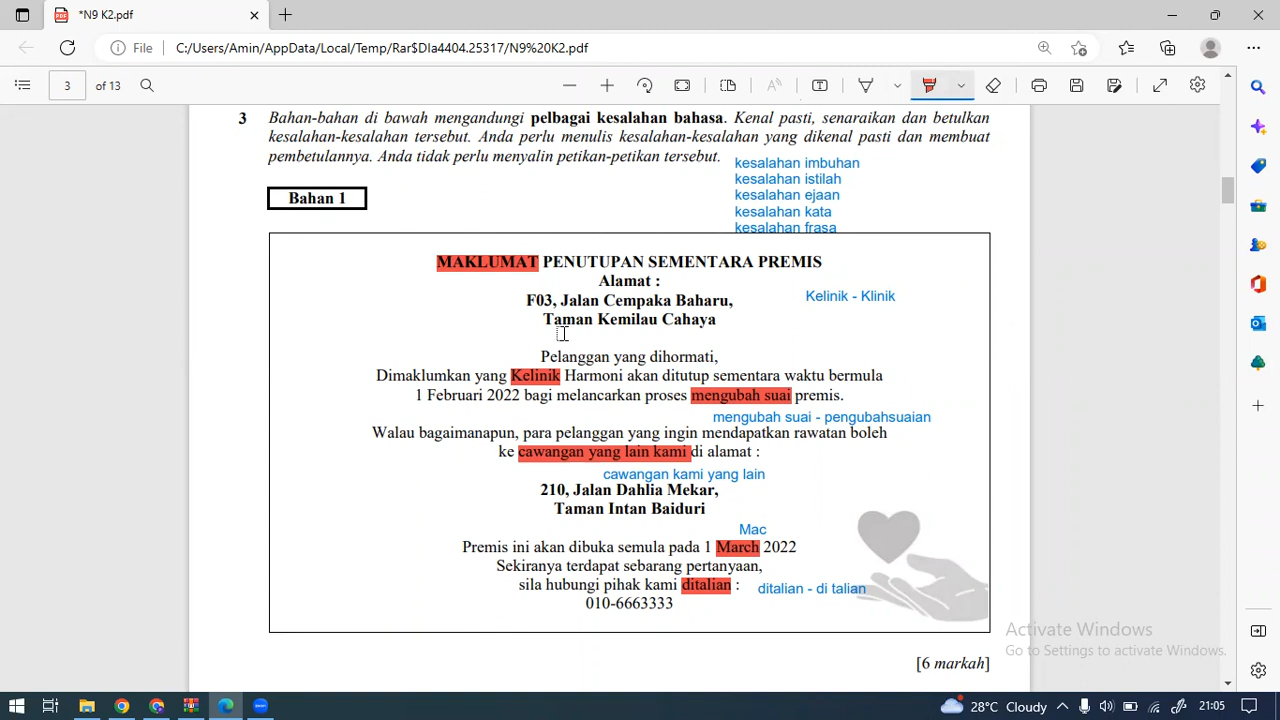 *N9 K2.pdf
File
C:/Users/Amin/AppData/Local/Temp/Rar$DIa4404.25317/N9%20K2.pdf
3
of 13
3
Bahan-bahan di bawah mengandungi pelbagai kesalahan bahasa. Kenal pasti, senaraikan dan betulkan
kesalahan-kesalahan tersebut. Anda perlu menulis kesalahan-kesalahan yang dikenal pasti dan membuat
pembetulannya. Anda tidak perlu menyalin petikan-petikan tersebut.
kesalahan imbuhan
kesalahan istilah
kesalahan ejaan
kesalahan kata
kesalahan frasa
Bahan 1
MAKLUMAT PENUTUPAN SEMENTARA PREMIS
Alamat :
F03, Jalan Cempaka Baharu,
Kelinik - Klinik
Taman Kemilau Cahaya
Pelanggan yang dihormati,
Dimaklumkan yang Kelinik Harmoni akan ditutup sementara waktu bermula
1 Februari 2022 bagi melancarkan proses mengubah suai premis.
mengubah suai - pengubahsuaian
Walau bagaimanapun, para pelanggan yang ingin mendapatkan rawatan boleh
ke cawangan yang lain kami di alamat :
cawangan kami yang lain
210, Jalan Dahlia Mekar,
Taman Intan Baiduri
Mac
Premis ini akan dibuka semula pada 1 March 2022
Sekiranya terdapat sebarang pertanyaan,
sila hubungi pihak kami ditalian :
ditalian - di talian
010-6663333
Activate Windows
Go to Settings to activate Windows.
[6 markah]
28°C Cloudy
21:05